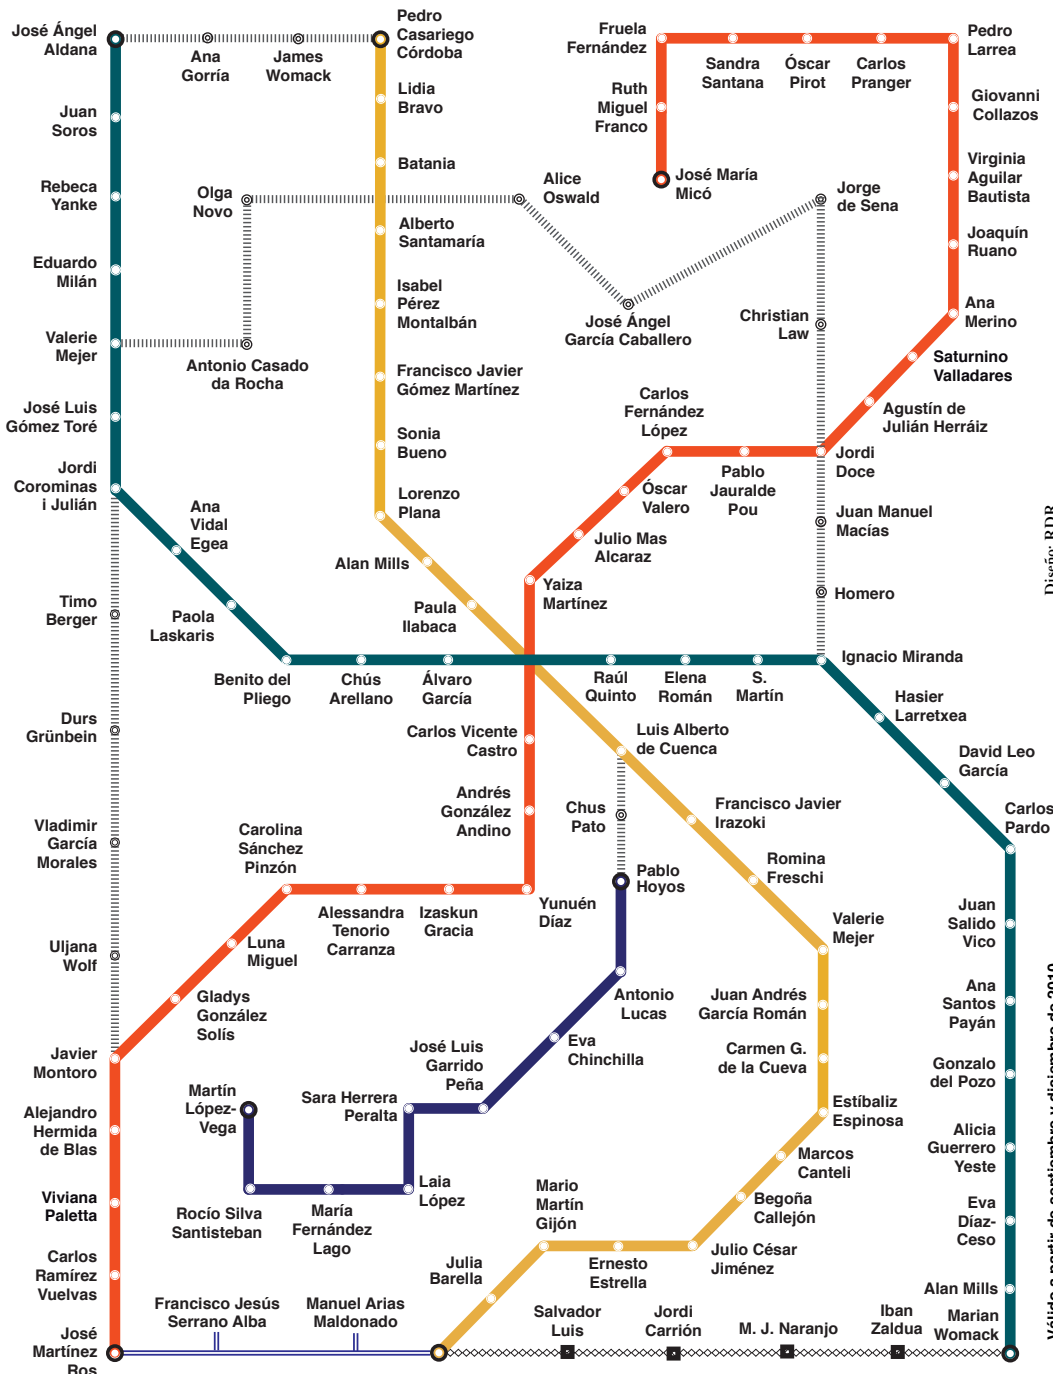 José Ángel
Aldana
Ana
Gorría
James
Womack
Pedro
Casariego
Córdoba
Fruela
Fernández
Sandra
Santana
Óscar
Pirot
Carlos
Pranger
Pedro
Larrea
Juan
Soros
Lidia
Bravo
Ruth
Miguel
Franco
Giovanni
Collazos
Batania
José María
Micó
Virginia
Aguilar
Bautista
Rebeca
Yanke
Olga
Novo
Alice
Oswald
Jorge
de Sena
Alberto
Santamaría
Joaquín
Ruano
Eduardo
Milán
Isabel
Pérez
Montalbán
José Ángel
García Caballero
Christian
Law
Ana
Merino
Valerie
Mejer
Antonio Casado
da Rocha
Francisco Javier
Gómez Martínez
Saturnino
Valladares
José Luis
Gómez Toré
Carlos
Fernández
López
Agustín de
Julián Herráiz
Sonia
Bueno
Jordi
Corominas
i Julián
Lorenzo
Plana
Óscar
Valero
Pablo
Jauralde
Pou
Jordi
Doce
Ana
Vidal
Egea
Julio Mas
Alcaraz
Juan Manuel
Macías
Diseño: RDR
Alan Mills
Yaiza
Martínez
Homero
Timo
Berger
Paola
Laskaris
Paula
Ilabaca
Benito del
Pliego
Chús
Arellano
Álvaro
García
Raúl
Quinto
Elena
Román
S.
Martín
Ignacio Miranda
Hasier
Larretxea
Durs
Grünbein
Carlos Vicente
Castro
Luis Alberto
de Cuenca
David Leo
García
Andrés
González
Andino
Chus
Pato
Francisco Javier
Irazoki
Carlos
Pardo
Vladimir
García
Morales
Carolina
Sánchez
Pinzón
Pablo
Hoyos
Romina
Freschi
Alessandra
Tenorio
Carranza
Izaskun
Gracia
Yunuén
Díaz
Valerie
Mejer
Juan
Salido
Vico
Uljana
Wolf
Luna
Miguel
Gladys
González
Solís
Antonio
Lucas
Juan Andrés
García Román
Ana
Santos
Payán
Javier
Montoro
José Luis
Garrido
Peña
Eva
Chinchilla
Carmen G.
de la Cueva
Gonzalo
del Pozo
Martín
López-
Vega
Sara Herrera
Peralta
Estíbaliz
Espinosa
Alejandro
Hermida
de Blas
Marcos
Canteli
Alicia
Guerrero
Yeste
Viviana
Paletta
Rocío Silva
Santisteban
María
Fernández
Lago
Laia
López
Mario
Martín
Gijón
Begoña
Callejón
Eva
Díaz-
Ceso
Carlos
Ramírez
Vuelvas
Julia
Barella
Ernesto
Estrella
Julio César
Jiménez
Alan Mills
Francisco Jesús
Serrano Alba
Manuel Arias
Maldonado
Salvador
Luis
Jordi
Carrión
M. J. Naranjo
Iban
Zaldua
Marian
Womack
José
Martínez
Ros
Válido a partir de septiembre y diciembre de 2010